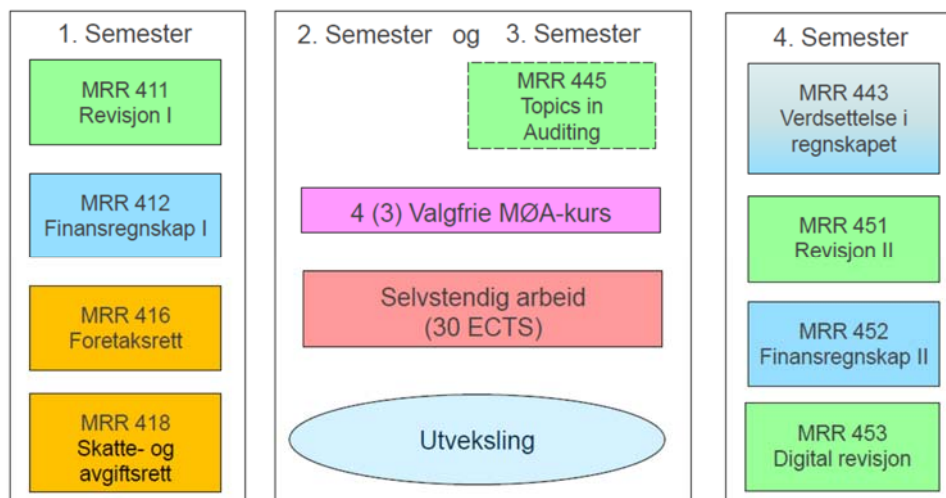 1. Semester
MRR 411
Revisjon I
MRR 412
Finansregnskap I
MRR 416
Foretaksrett
MRR 418
Skatte- og
avgiftsrett
2. Semester og 3. Semester
MRR 445
Topics in
Auditing
4 (3) Valgfrie MØA-kurs
Selvstendig arbeid
(30 ECTS)
Utveksling
4. Semester
MRR 443
Verdsettelse i
regnskapet
MRR 451
Revisjon II
MRR 452
Finansregnskap II
MRR 453
Digital revisjon